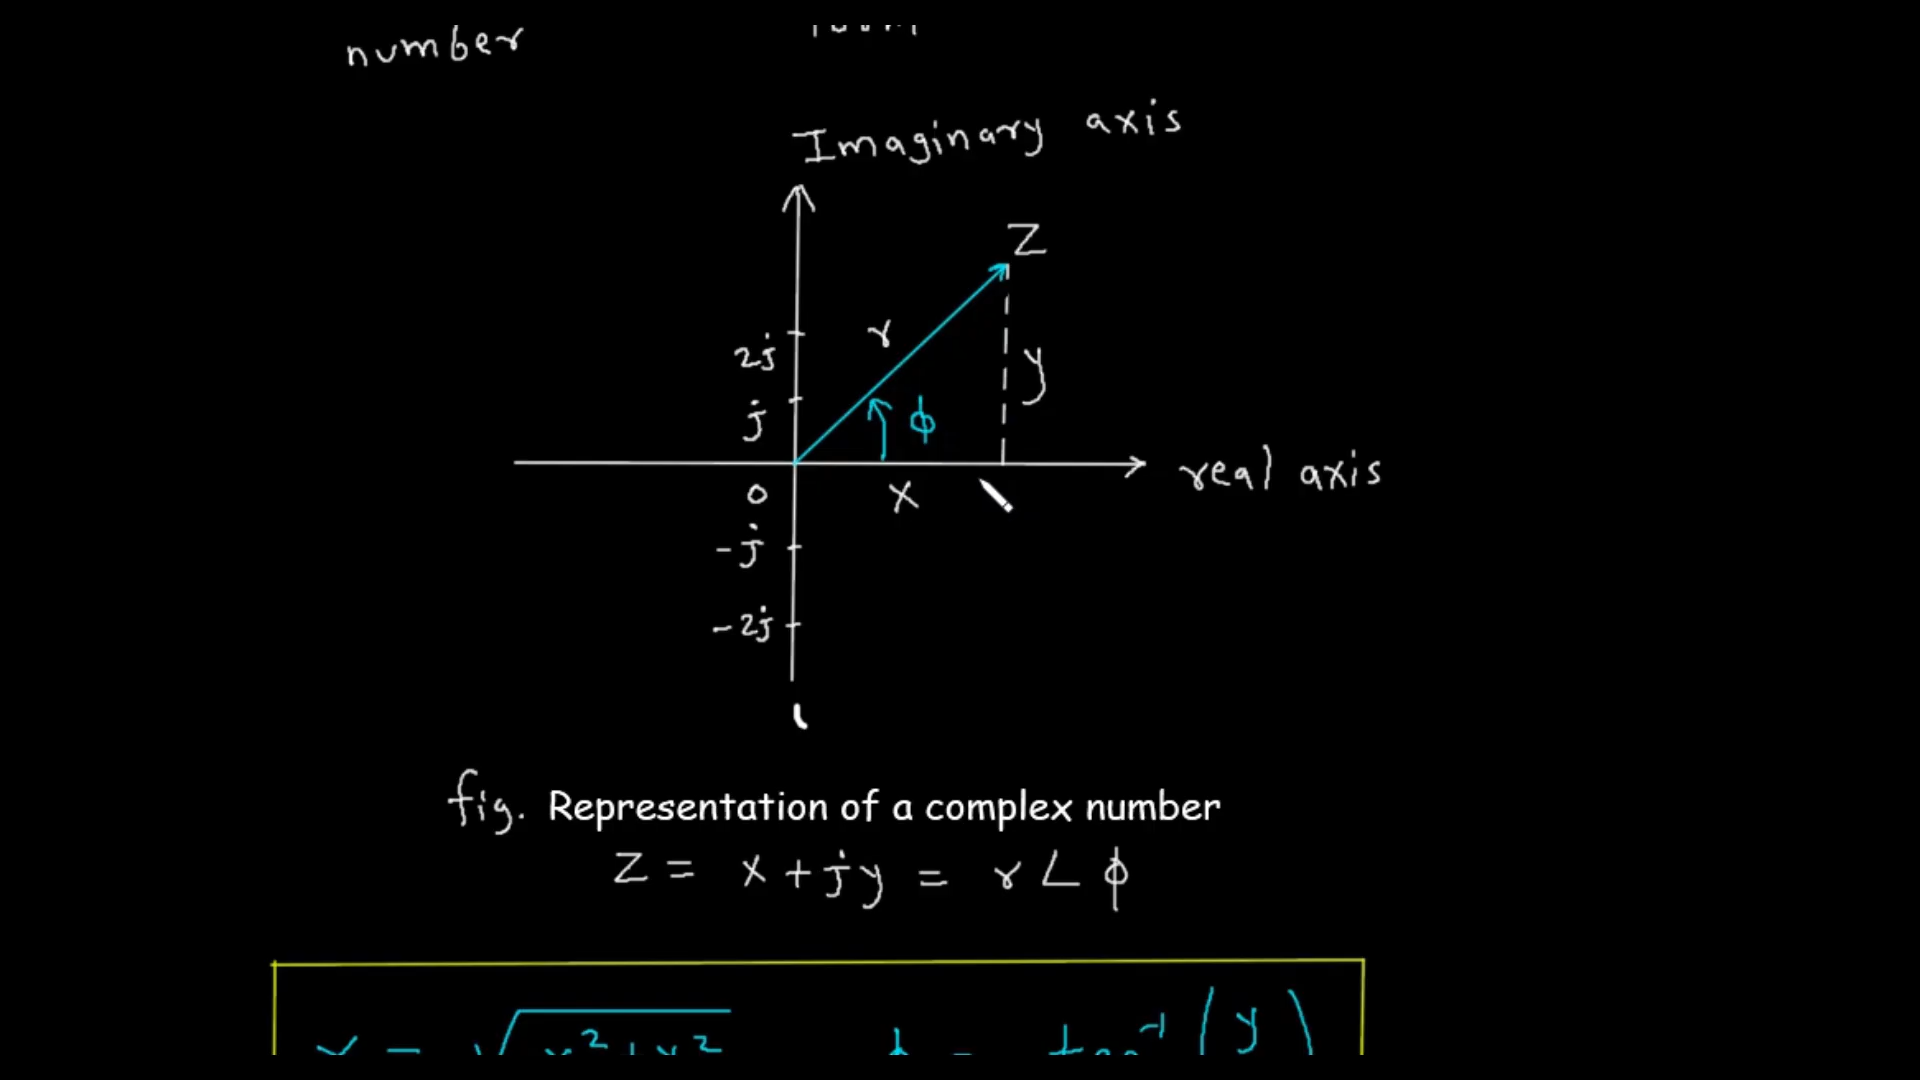 number
Imaginary axis
Z
r
2j
y
j
ϕ
real axis
0
x
-j
-2j
fig. Representation of a complex number
Z = x + jy = r∠ϕ
y